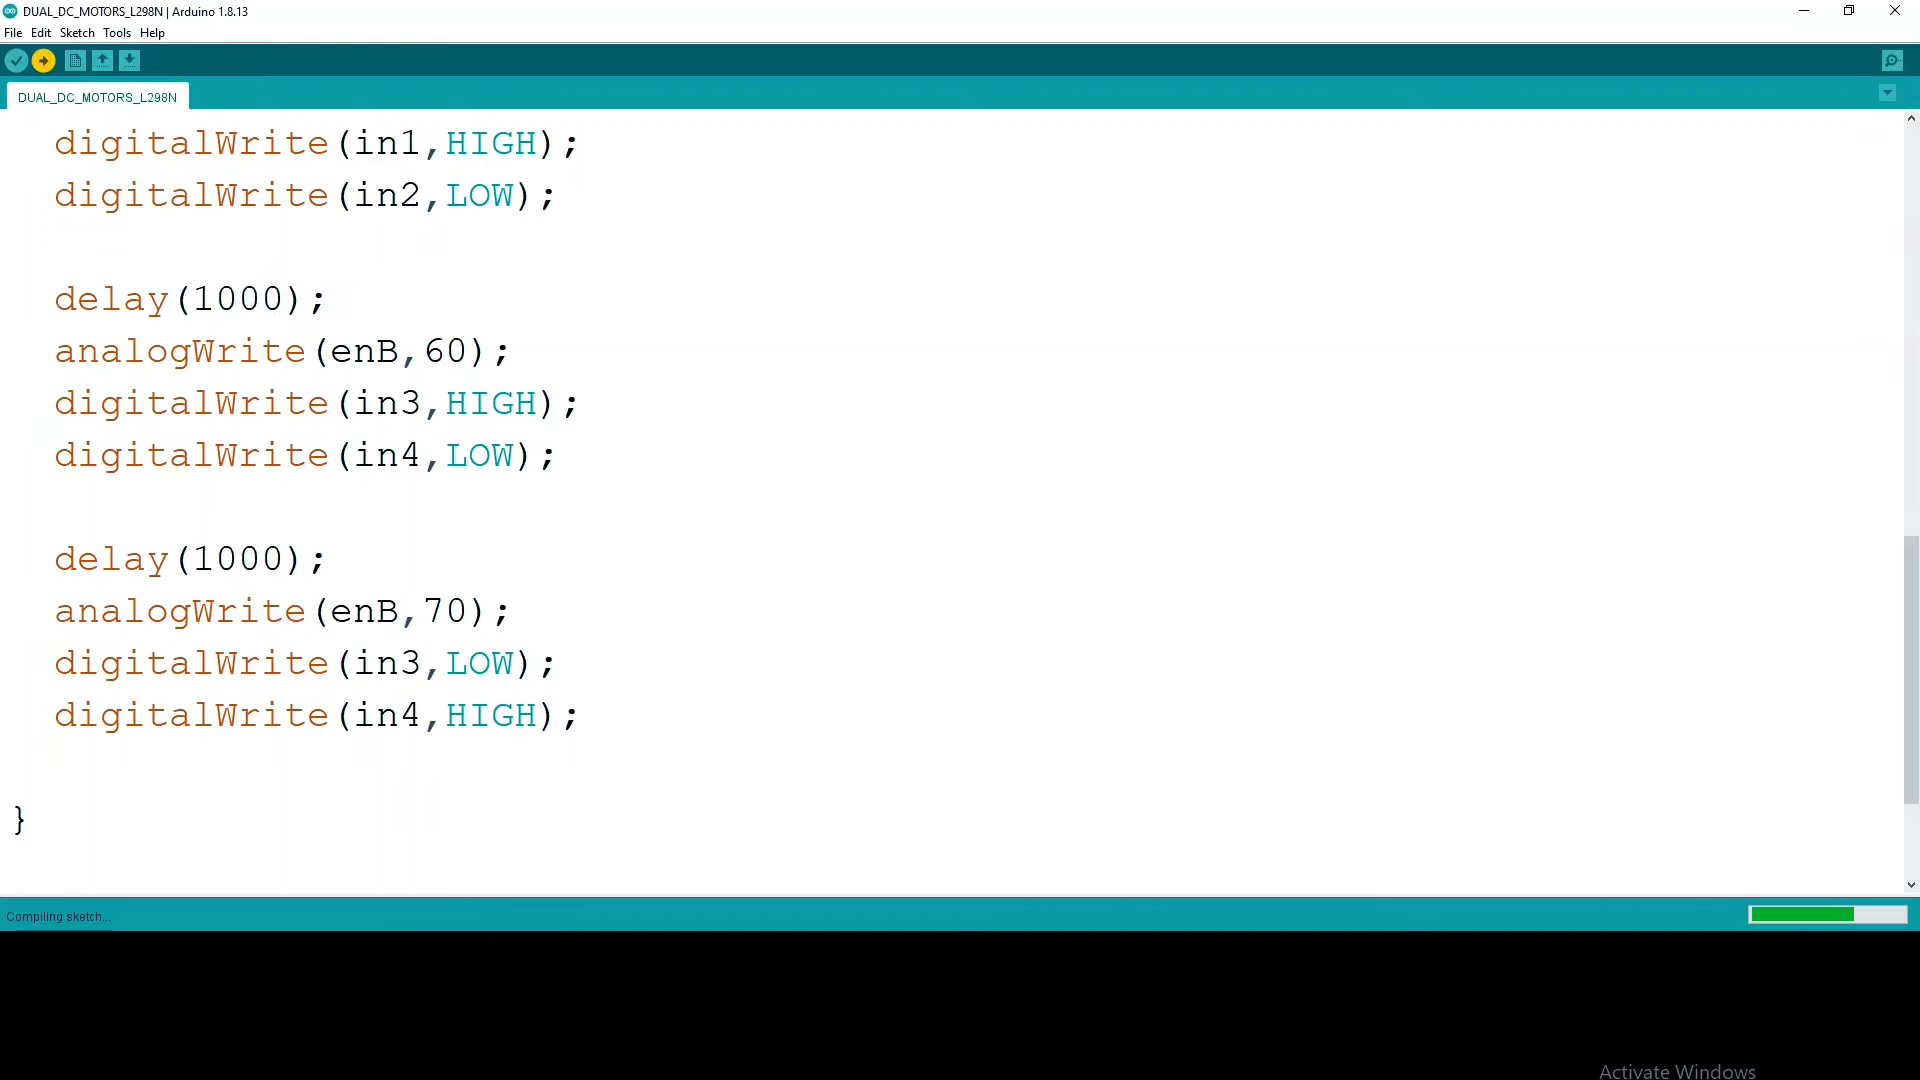 DUAL_DC_MOTORS_L298N | Arduino 1.8.13
File Edit Sketch Tools Help
DUAL_DC_MOTORS_L298N
digitalWrite(in1,HIGH);
digitalWrite(in2,LOW);
delay(1000);
analogWrite(enB,60);
digitalWrite(in3,HIGH);
digitalWrite(in4,LOW);
delay(1000);
analogWrite(enB,70);
digitalWrite(in3,LOW);
digitalWrite(in4,HIGH);
}
Compiling sketch...
Activate Windows